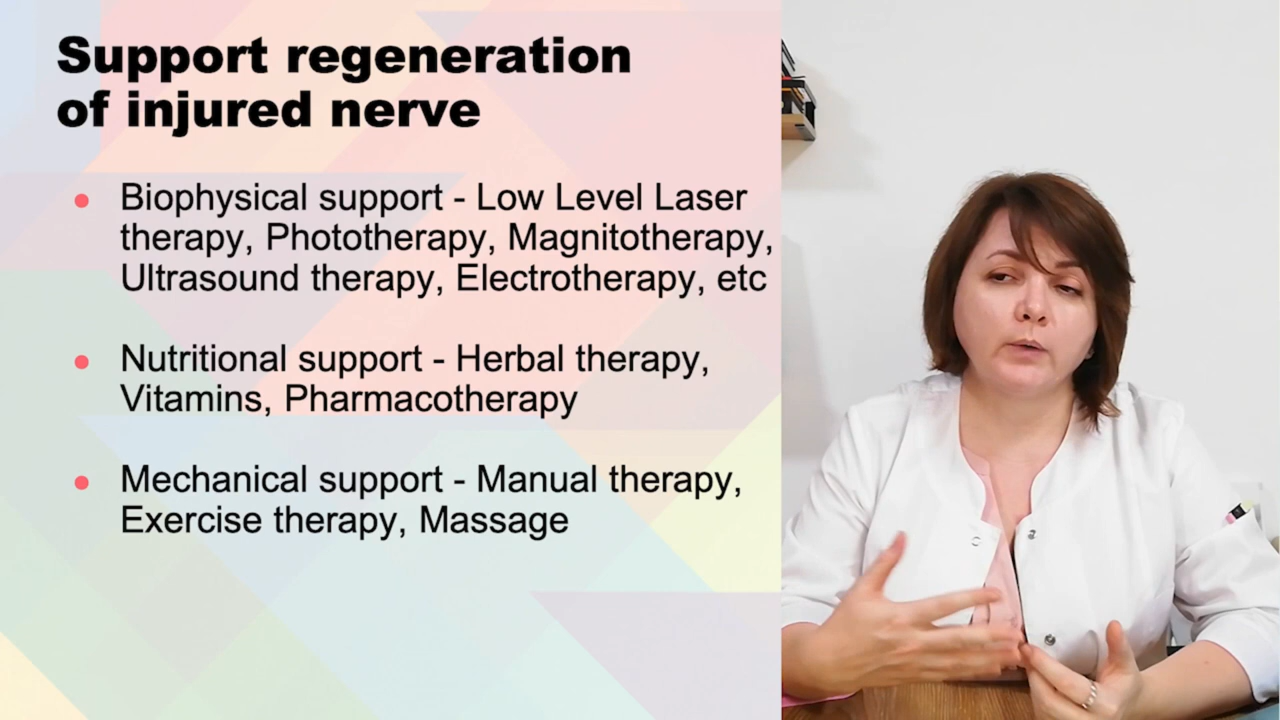 Support regeneration
of injured nerve
Biophysical support - Low Level Laser
therapy, Phototherapy, Magnitotherapy,
Ultrasound therapy, Electrotherapy, etc
Nutritional support - Herbal therapy,
Vitamins, Pharmacotherapy
Mechanical support - Manual therapy,
Exercise therapy, Massage